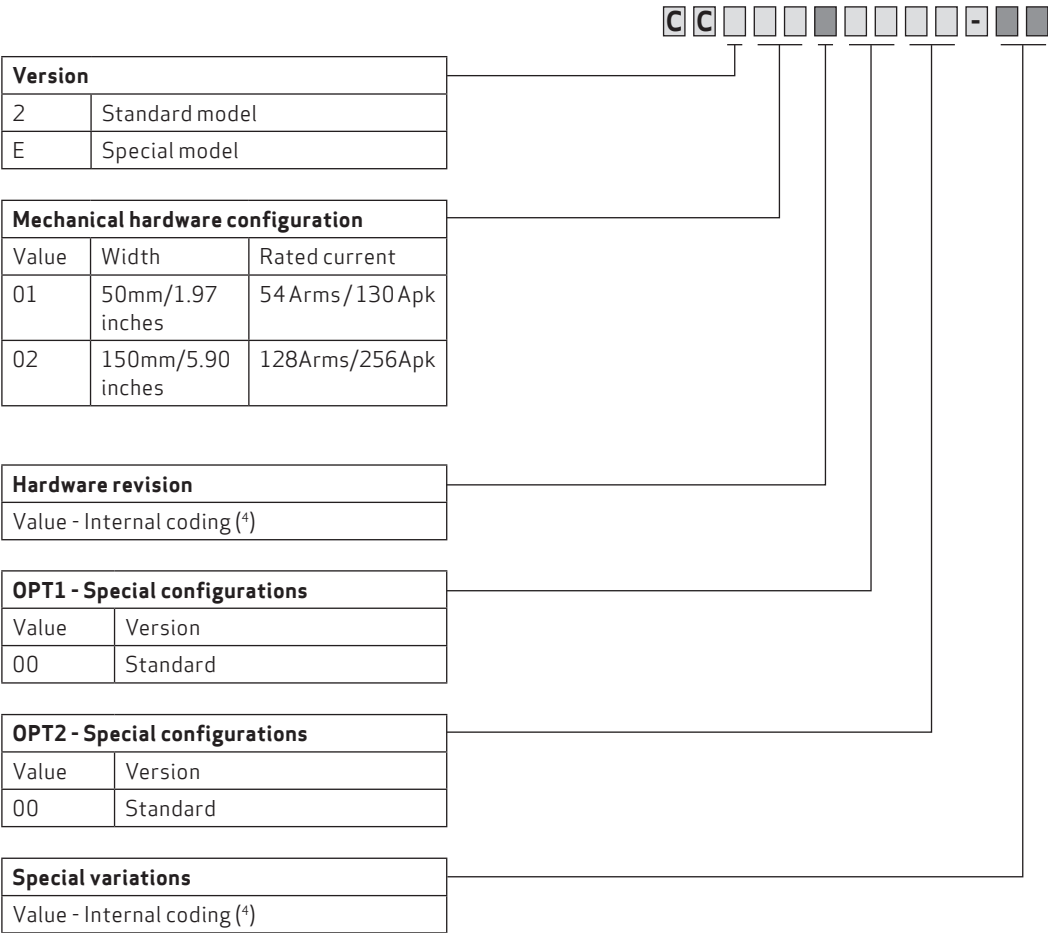 CC -
Version
2 Standard model
E Special model
Mechanical hardware configuration
Value Width Rated current
01 50mm/1.97 54 Arms / 130 Apk
inches
02 150mm/5.90 128Arms/256Apk
inches
Hardware revision
Value - Internal coding (⁴)
OPT1 - Special configurations
Value Version
00 Standard
OPT2 - Special configurations
Value Version
00 Standard
Special variations
Value - Internal coding (⁴)